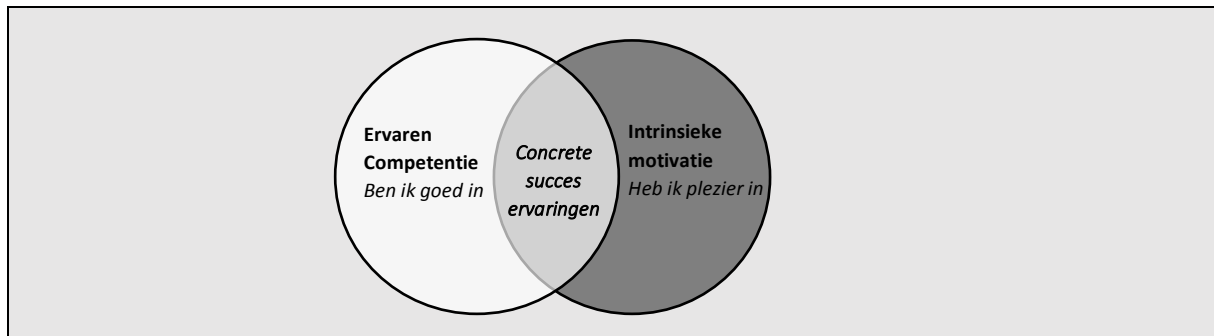 Ervaren
Competentie
Ben ik goed in
Concrete
succes
ervaringen
Intrinsieke
motivatie
Heb ik plezier in